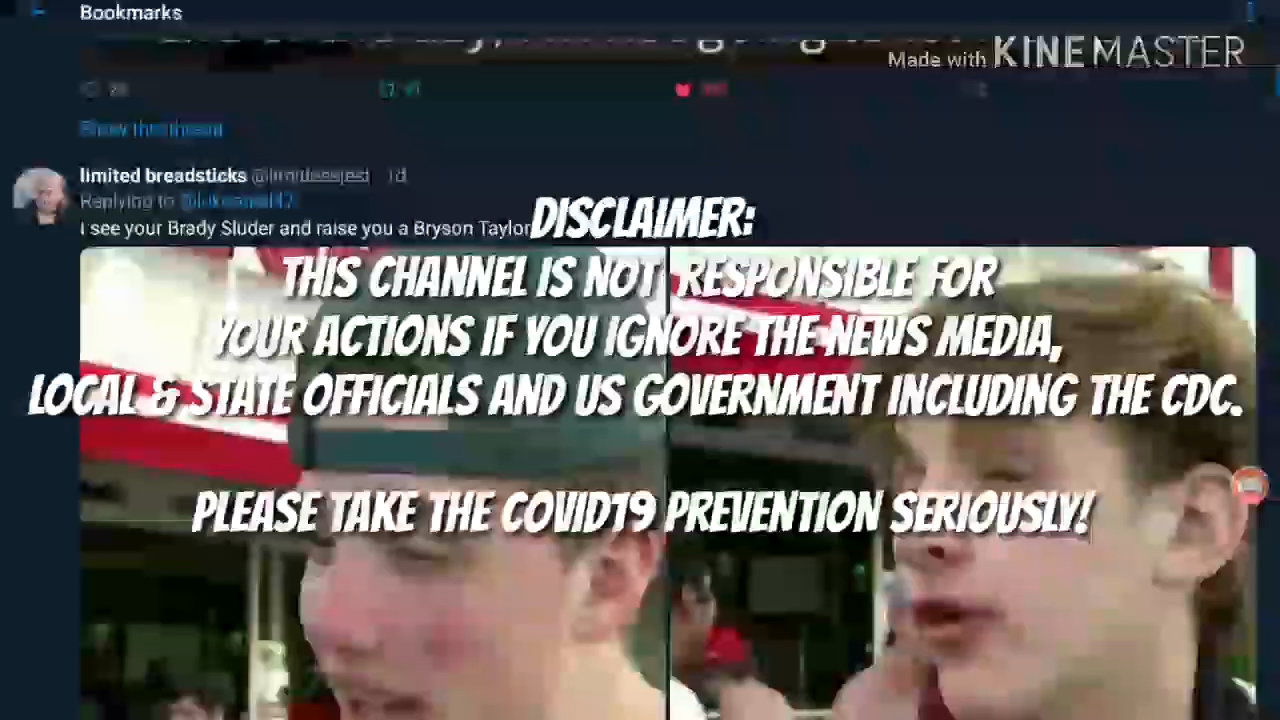 Bookmarks
Made with KINEMASTER
Show this thread
limited breadsticks @limitlessjest · 1d
Replying to
I see your Brady Sluder and raise you a Bryson Taylor
DISCLAIMER:
THIS CHANNEL IS NOT RESPONSIBLE FOR
YOUR ACTIONS IF YOU IGNORE THE NEWS MEDIA,
LOCAL & STATE OFFICIALS AND US GOVERNMENT INCLUDING THE CDC.
PLEASE TAKE THE COVID19 PREVENTION SERIOUSLY!